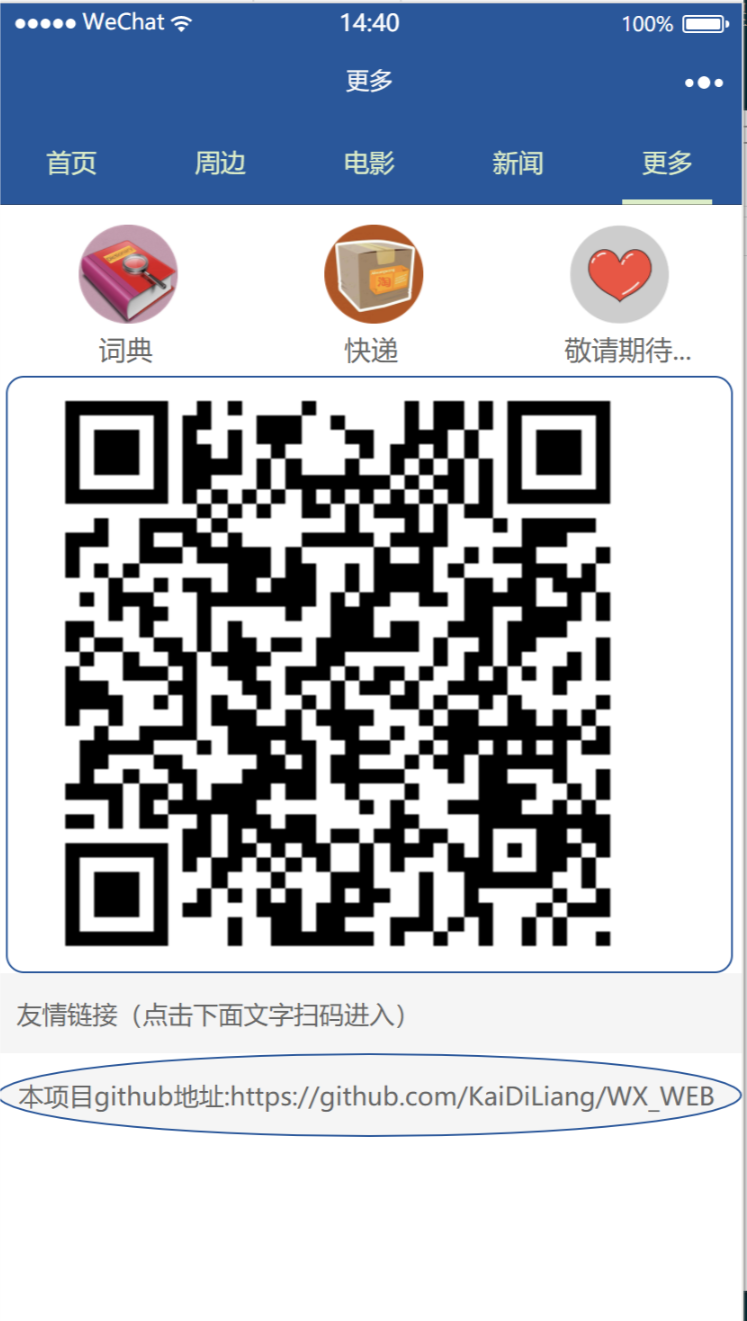 WeChat 14:40 100%
更多
首页 周边 电影 新闻 更多
词典 快递 敬请期待...
友情链接（点击下面文字扫码进入）
本项目github地址:https://github.com/KaiDiLiang/WX_WEB